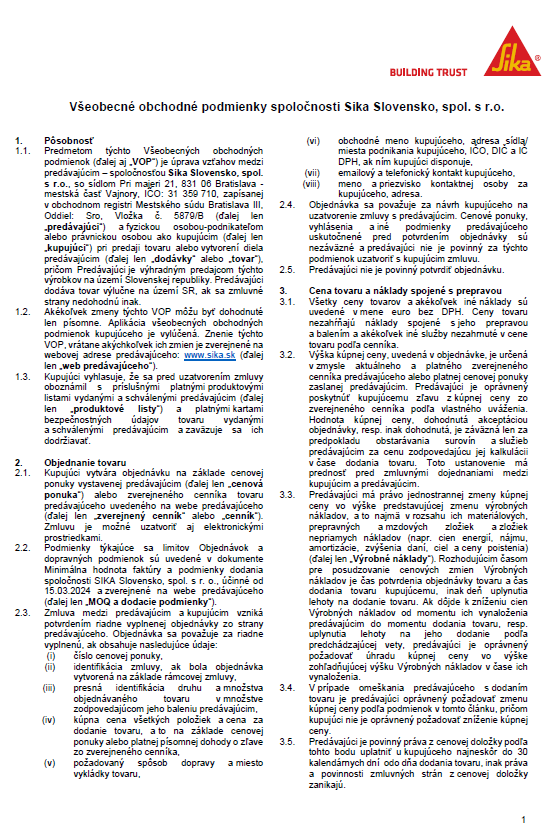 BUILDING TRUST
Sika®
Všeobecné obchodné podmienky spoločnosti Sika Slovensko, spol. s r.o.
1. Pôsobnosť
1.1. Predmetom týchto Všeobecných obchodných
podmienok (ďalej aj „VOP“) je úprava vzťahov medzi
predávajúcim – spoločnosťou Sika Slovensko, spol.
s r.o., so sídlom Pri majeri 21, 831 06 Bratislava -
mestská časť Vajnory, IČO: 31 359 710, zapísanej
v obchodnom registri Mestského súdu Bratislava III,
Oddiel: Sro, Vložka č. 5879/B (ďalej len
„predávajúci“) a fyzickou osobou-podnikateľom
alebo právnickou osobou ako kupujúcim (ďalej len
„kupujúci“) pri predaji tovaru alebo vytvorení diela
predávajúcim (ďalej len „dodávky“ alebo „tovar“),
pričom Predávajúci je výhradným predajcom týchto
výrobkov na území Slovenskej republiky. Predávajúci
dodáva tovar výlučne na území SR, ak sa zmluvné
strany nedohodnú inak.
1.2. Akékoľvek zmeny týchto VOP môžu byť dohodnuté
len písomne. Aplikácia všeobecných obchodných
podmienok kupujúceho je vylúčená. Znenie týchto
VOP, vrátane akýchkoľvek ich zmien je zverejnené na
webovej adrese predávajúceho: www.sika.sk (ďalej
len „web predávajúceho“).
1.3. Kupujúci vyhlasuje, že sa pred uzatvorením zmluvy
oboznámil s príslušnými platnými produktovými
listami vydanými a schválenými predávajúcim (ďalej
len „produktové listy“) a platnými kartami
bezpečnostných údajov tovaru vydanými
a schválenými predávajúcim a zaväzuje sa ich
dodržiavať.
2. Objednanie tovaru
2.1. Kupujúci vytvára objednávku na základe cenovej
ponuky vystavenej predávajúcim (ďalej len „cenová
ponuka“) alebo zverejneného cenníka tovaru
predávajúceho uvedeného na webe predávajúceho
(ďalej len „zverejnený cenník“ alebo „cenník“).
Zmluvu je možné uzatvoriť aj elektronickými
prostriedkami.
2.2. Podmienky týkajúce sa limitov Objednávok a
dopravných podmienok sú uvedené v dokumente
Minimálna hodnota faktúry a podmienky dodania
spoločnosti SIKA Slovensko, spol. s r. o., účinné od
15.03.2024 a zverejnené na webe predávajúceho
(ďalej len „MOQ a dodacie podmienky“).
2.3. Zmluva medzi predávajúcim a kupujúcim vzniká
potvrdením riadne vyplnenej objednávky zo strany
predávajúceho. Objednávka sa považuje za riadne
vyplnenú, ak obsahuje nasledujúce údaje:
(i) číslo cenovej ponuky,
(ii) identifikácia zmluvy, ak bola objednávka
vytvorená na základe rámcovej zmluvy,
(iii) presná identifikácia druhu a množstva
objednávaného tovaru v množstve
zodpovedajúcom jeho baleniu predávajúcim,
(iv) kúpna cena všetkých položiek a cena za
dodanie tovaru, a to na základe cenovej
ponuky alebo platnej písomnej dohody o zľave
zo zverejneného cenníka,
(v) požadovaný spôsob dopravy a miesto
vykládky tovaru,
(vi) obchodné meno kupujúceho, adresa sídla/
miesta podnikania kupujúceho, IČO, DIČ a IČ
DPH, ak ním kupujúci disponuje,
(vii) emailový a telefonický kontakt kupujúceho,
(viii) meno a priezvisko kontaktnej osoby za
kupujúceho, adresa.
2.4. Objednávka sa považuje za návrh kupujúceho na
uzatvorenie zmluvy s predávajúcim. Cenové ponuky,
vyhlásenia a iné podmienky predávajúceho
uskutočnené pred potvrdením objednávky sú
nezáväzné a predávajúci nie je povinný za týchto
podmienok uzatvoriť s kupujúcim zmluvu.
2.5. Predávajúci nie je povinný potvrdiť objednávku.
3. Cena tovaru a náklady spojené s prepravou
3.1. Všetky ceny tovarov a akékoľvek iné náklady sú
uvedené v mene euro bez DPH. Ceny tovaru
nezahŕňajú náklady spojené s jeho prepravou
a balením a akékoľvek iné služby nezahrnuté v cene
tovaru podľa cenníka.
3.2. Výška kúpnej ceny, uvedená v objednávke, je určená
v zmysle aktuálneho a platného zverejneného
cenníka predávajúceho alebo platnej cenovej ponuky
zaslanej predávajúcim. Predávajúci je oprávnený
poskytnúť kupujúcemu zľavu z kúpnej ceny zo
zverejneného cenníka podľa vlastného uváženia.
Hodnota kúpnej ceny, dohodnutá akceptáciou
objednávky, resp. inak dohodnutá, je záväzná len za
predpokladu obstarávania surovín a služieb
predávajúcim za cenu zodpovedajúcu jej kalkulácii
v čase dodania tovaru. Toto ustanovenie má
prednosť pred zmluvnými dojednaniami medzi
kupujúcim a predávajúcim.
3.3. Predávajúci má právo jednostrannej zmeny kúpnej
ceny vo výške predstavujúcej zmenu výrobných
nákladov, a to najmä v rozsahu ich materiálových,
prepravných a mzdových zložiek a zložiek
nepriamych nákladov (napr. cien energií, nájmu,
amortizácie, zvýšenia daní, ciel a ceny poistenia)
(ďalej len „Výrobné náklady“). Rozhodujúcim časom
pre posudzovanie cenových zmien Výrobných
nákladov je čas potvrdenia objednávky tovaru a čas
dodania tovaru kupujúcemu, inak deň uplynutia
lehoty na dodanie tovaru. Ak dôjde k zníženiu cien
Výrobných nákladov od momentu ich vynaloženia
predávajúcim do momentu dodania tovaru, resp.
uplynutia lehoty na jeho dodanie podľa
predchádzajúcej vety, predávajúci je oprávnený
požadovať úhradu kúpnej ceny vo výške
zohľadňujúcej výšku Výrobných nákladov v čase ich
vynaloženia.
3.4. V prípade omeškania predávajúceho s dodaním
tovaru je predávajúci oprávnený požadovať zmenu
kúpnej ceny podľa podmienok v tomto článku, pričom
kupujúci nie je oprávnený požadovať zníženie kúpnej
ceny.
3.5. Predávajúci je povinný práva z cenovej doložky podľa
tohto bodu uplatniť u kupujúceho najneskôr do 30
kalendárnych dní odo dňa dodania tovaru, inak práva
a povinnosti zmluvných strán z cenovej doložky
zanikajú.
1